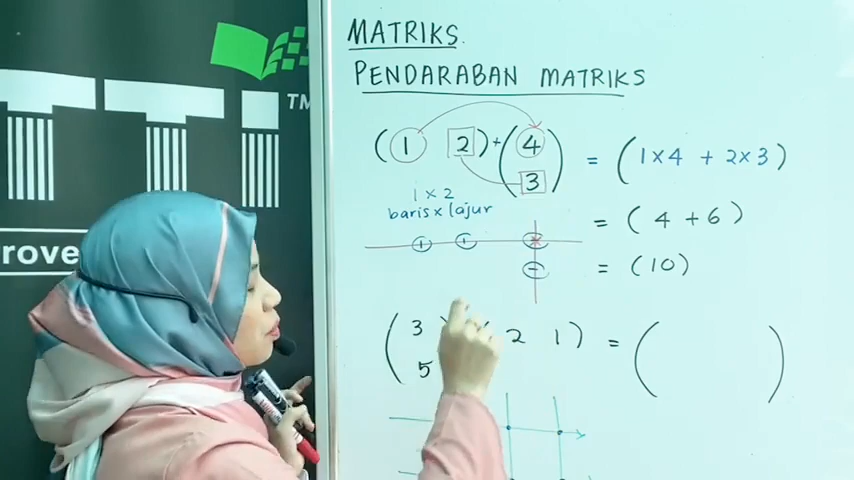 MATRIKS.
PENDARABAN MATRIKS
TTI
TM
rove
(1 2) + (4 3) = (1×4 + 2×3)
1 × 2
baris × lajur
= (4 + 6)
= (10)
(3 5 2 1) = ( )